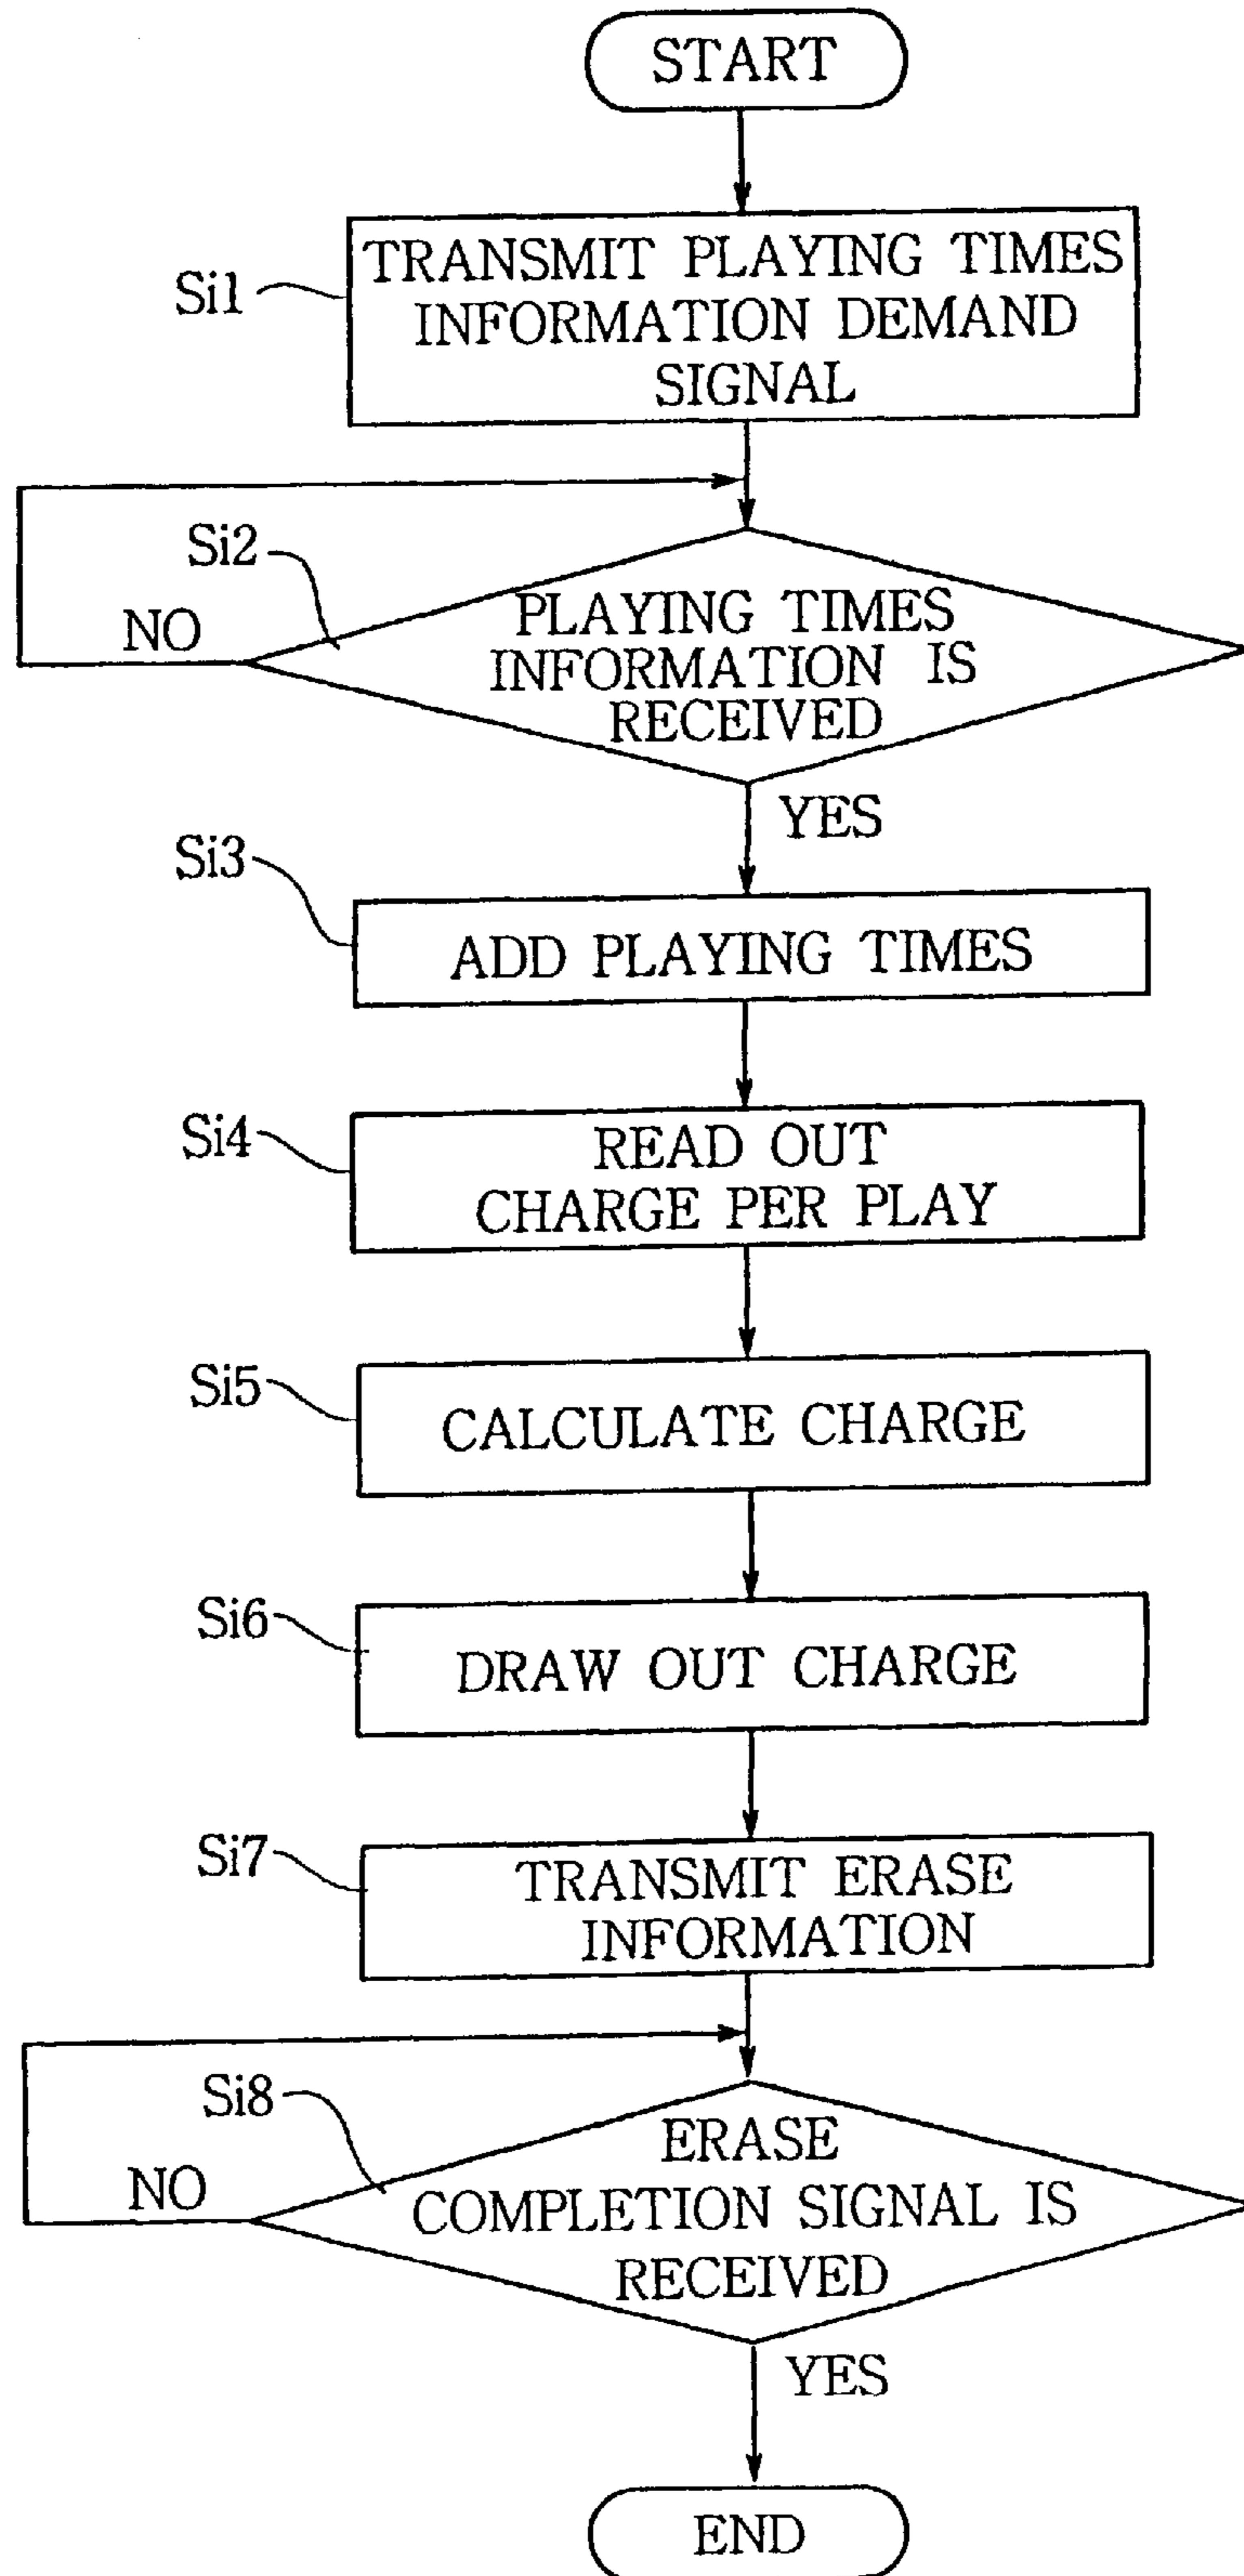 START
Si1
TRANSMIT PLAYING TIMES
INFORMATION DEMAND
SIGNAL
Si2
NO
PLAYING TIMES
INFORMATION IS
RECEIVED
YES
Si3
ADD PLAYING TIMES
Si4
READ OUT
CHARGE PER PLAY
Si5
CALCULATE CHARGE
Si6
DRAW OUT CHARGE
Si7
TRANSMIT ERASE
INFORMATION
Si8
NO
ERASE
COMPLETION SIGNAL IS
RECEIVED
YES
END